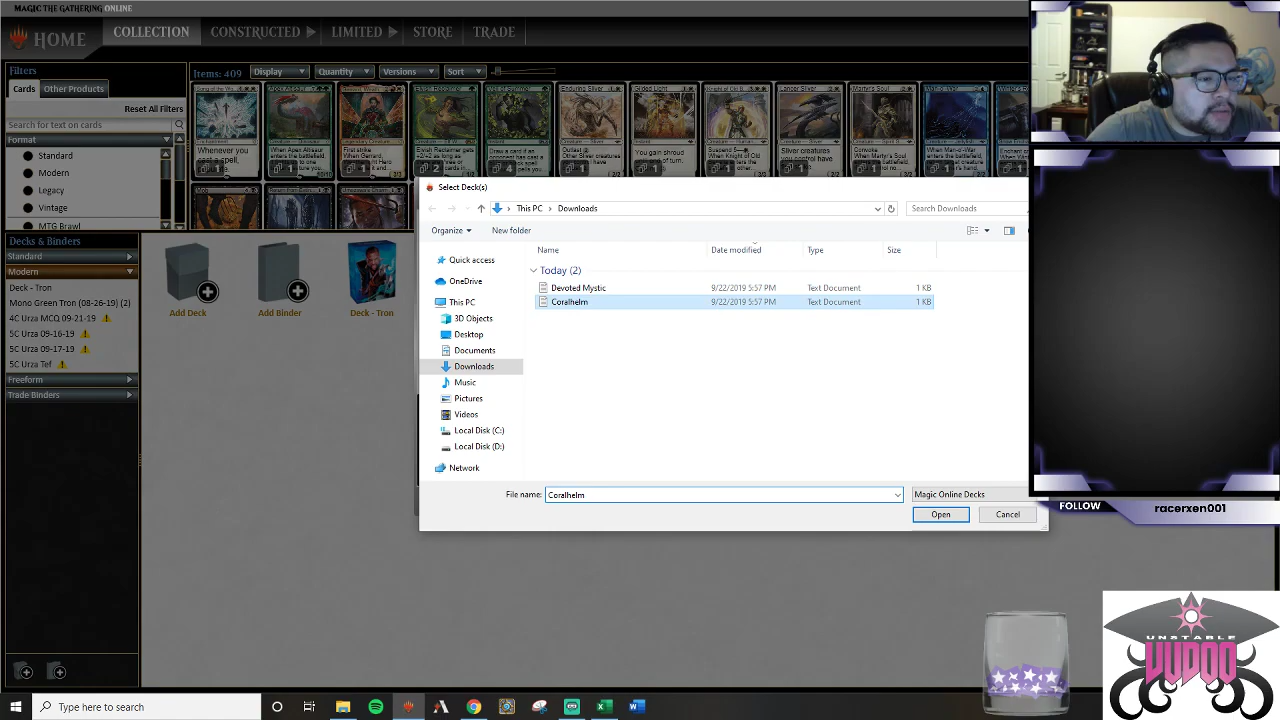 MAGIC THE GATHERING ONLINE
HOME
COLLECTION
CONSTRUCTED
LIMITED
STORE
TRADE
Filters
Cards
Other Products
Reset All Filters
Search for text on cards
Format
Standard
Modern
Legacy
Vintage
MTG Brawl
Items: 409
Display
Quantity
Versions
Sort
Decks & Binders
Standard
Modern
Deck - Tron
Mono Green Tron (08-26-19) (2)
4C Urza MCQ 09-21-19
5C Urza 09-16-19
5C Urza 09-17-19
5C Urza Tef
Freeform
Trade Binders
Add Deck
Add Binder
Deck - Tron
Select Deck(s)
This PC
Downloads
Search Downloads
Organize
New folder
Quick access
OneDrive
This PC
3D Objects
Desktop
Documents
Downloads
Music
Pictures
Videos
Local Disk (C:)
Local Disk (D:)
Network
Name
Date modified
Type
Size
Today (2)
Devoted Mystic 9/22/2019 5:57 PM Text Document 1 KB
Coralhelm 9/22/2019 5:57 PM Text Document 1 KB
File name:
Coralhelm
Magic Online Decks
Open
Cancel
FOLLOW
racerxen001
UNSTABLE
VUDOO
Type here to search